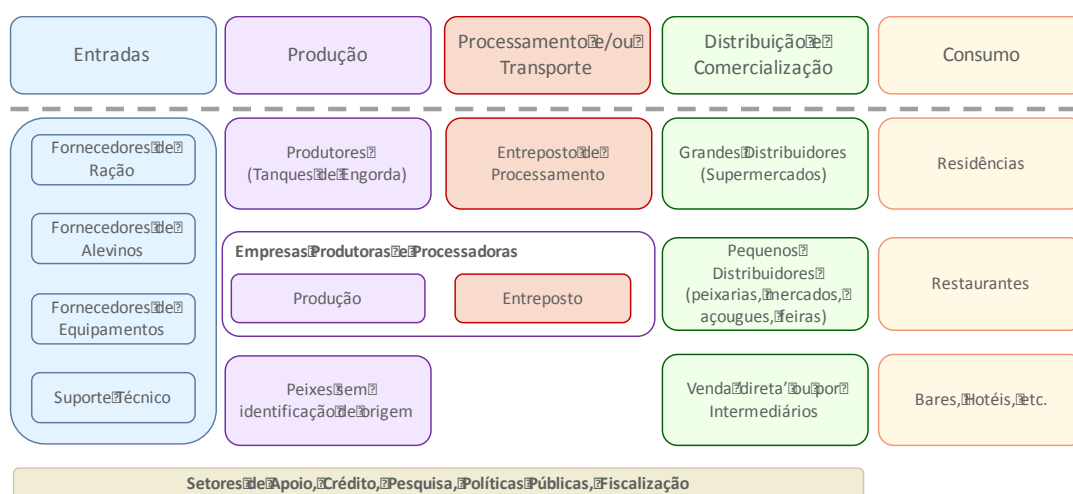 Entradas
Produção
Processamento e/ou
Transporte
Distribuição e
Comercialização
Consumo
Fornecedores de
Ração
Fornecedores de
Alevinos
Fornecedores de
Equipamentos
Suporte Técnico
Produtores
(Tanques de Engorda)
Entreposto de
Processamento
Grandes Distribuidores
(Supermercados)
Residências
Empresas Produtoras e Processadoras
Produção
Entreposto
Pequenos
Distribuidores
(peixarias, mercados,
açougues, feiras)
Restaurantes
Peixes sem
identificação de origem
Venda ‘direta’ ou por
Intermediários
Bares, Hotéis, etc.
Setores de Apoio, Crédito, Pesquisa, Políticas Públicas, Fiscalização